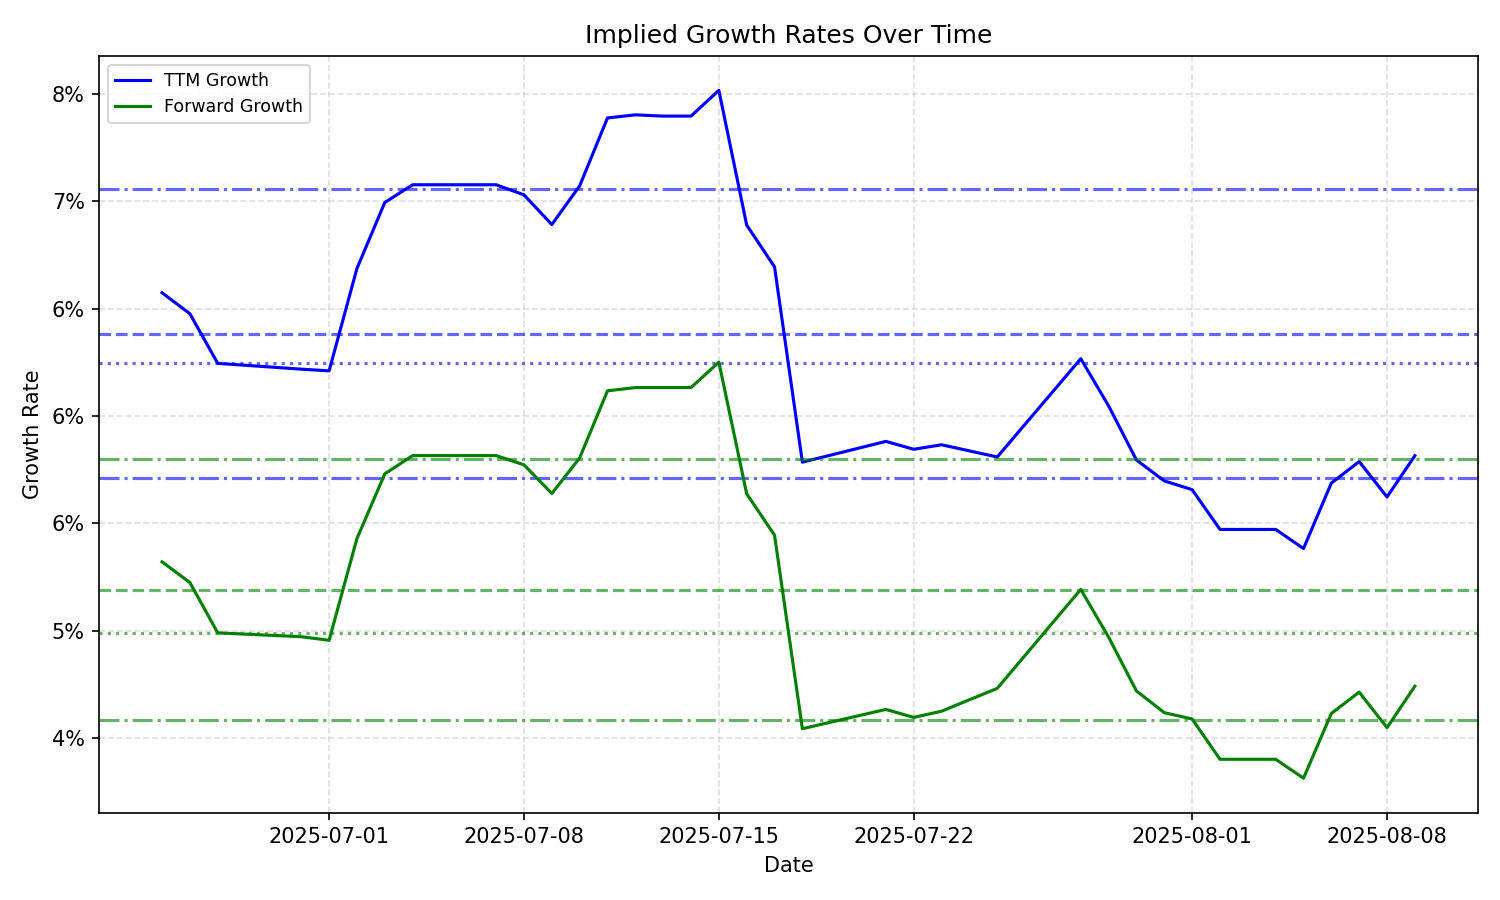 Implied Growth Rates Over Time
TTM Growth
Forward Growth
Growth Rate
8%
7%
6%
6%
6%
5%
4%
2025-07-01
2025-07-08
2025-07-15
2025-07-22
2025-08-01
2025-08-08
Date